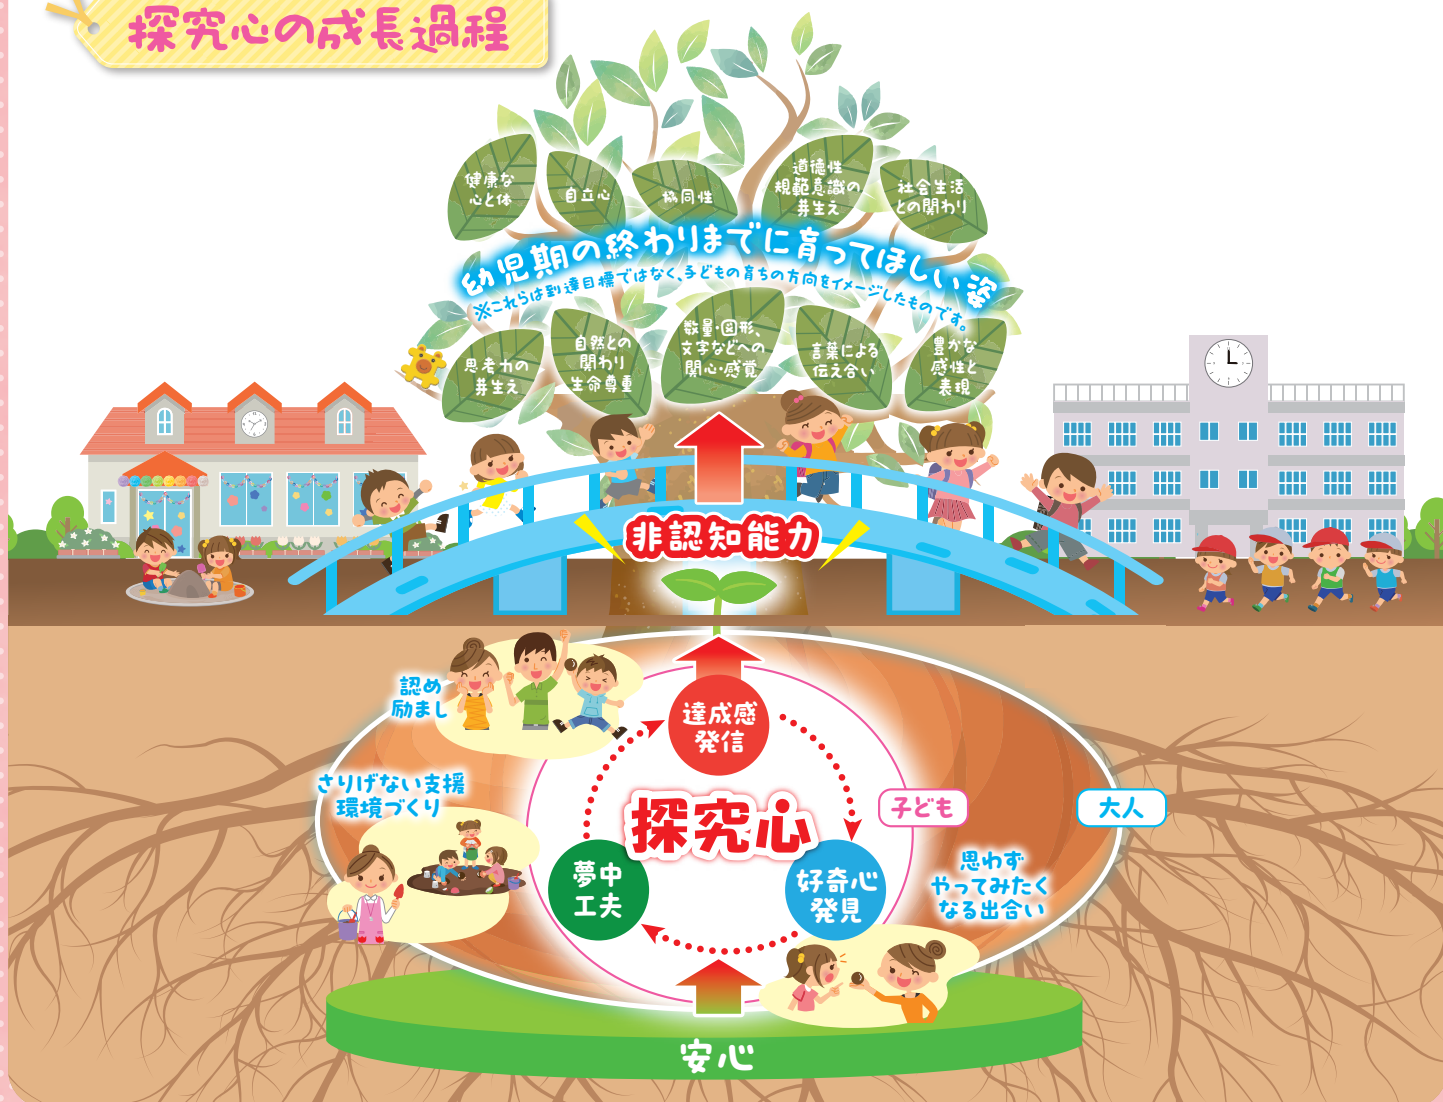 探究心の成長過程
健康な
心と体
自立心
協同性
道徳性
規範意識の
芽生え
社会生活
との関わり
幼児期の終わりまでに育ってほしい姿
※これらは到達目標ではなく、子どもの育ちの方向をイメージしたものです。
思考力の
芽生え
自然との
関わり
生命尊重
数量・図形、
文字などへの
関心・感覚
言葉による
伝え合い
豊かな
感性と
表現
非認知能力
認め
励まし
達成感
発信
さりげない支援
環境づくり
探究心
子ども
大人
夢中
工夫
好奇心
発見
思わず
やってみたく
なる出合い
安心